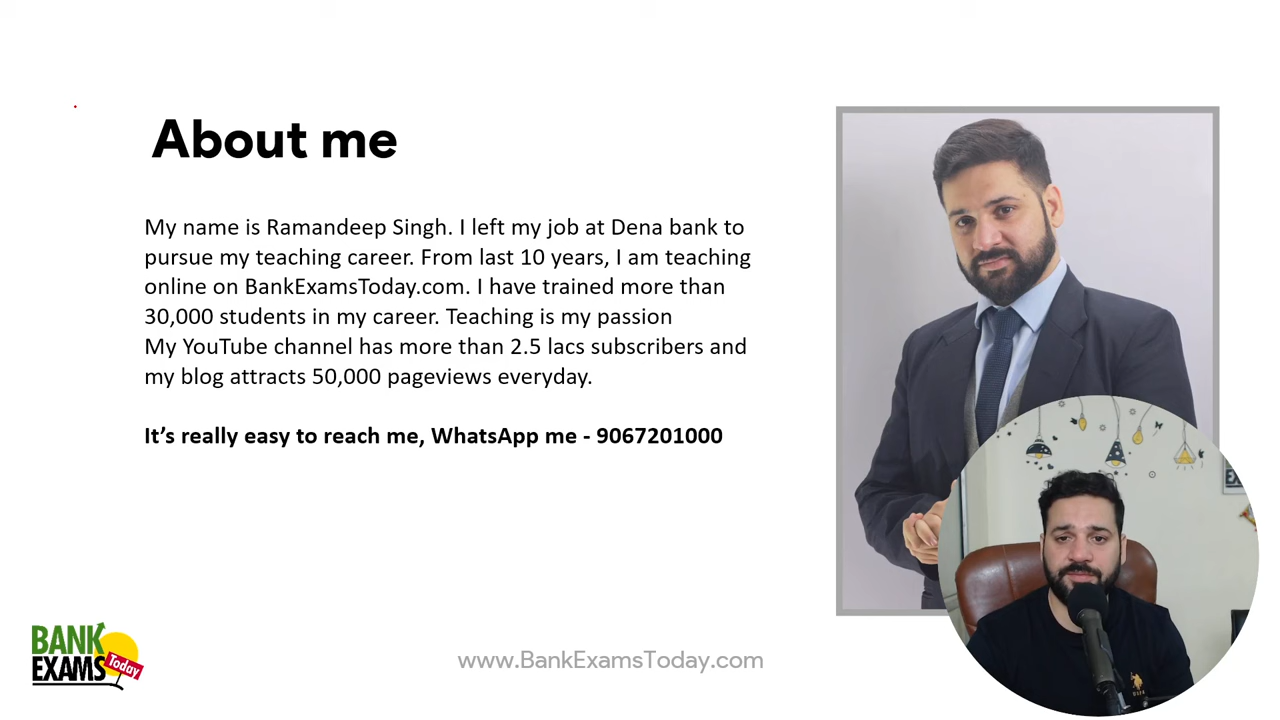 About me
My name is Ramandeep Singh. I left my job at Dena bank to
pursue my teaching career. From last 10 years, I am teaching
online on BankExamsToday.com. I have trained more than
30,000 students in my career. Teaching is my passion
My YouTube channel has more than 2.5 lacs subscribers and
my blog attracts 50,000 pageviews everyday.
It’s really easy to reach me, WhatsApp me - 9067201000
BANK
EXAMS
Today
www.BankExamsToday.com